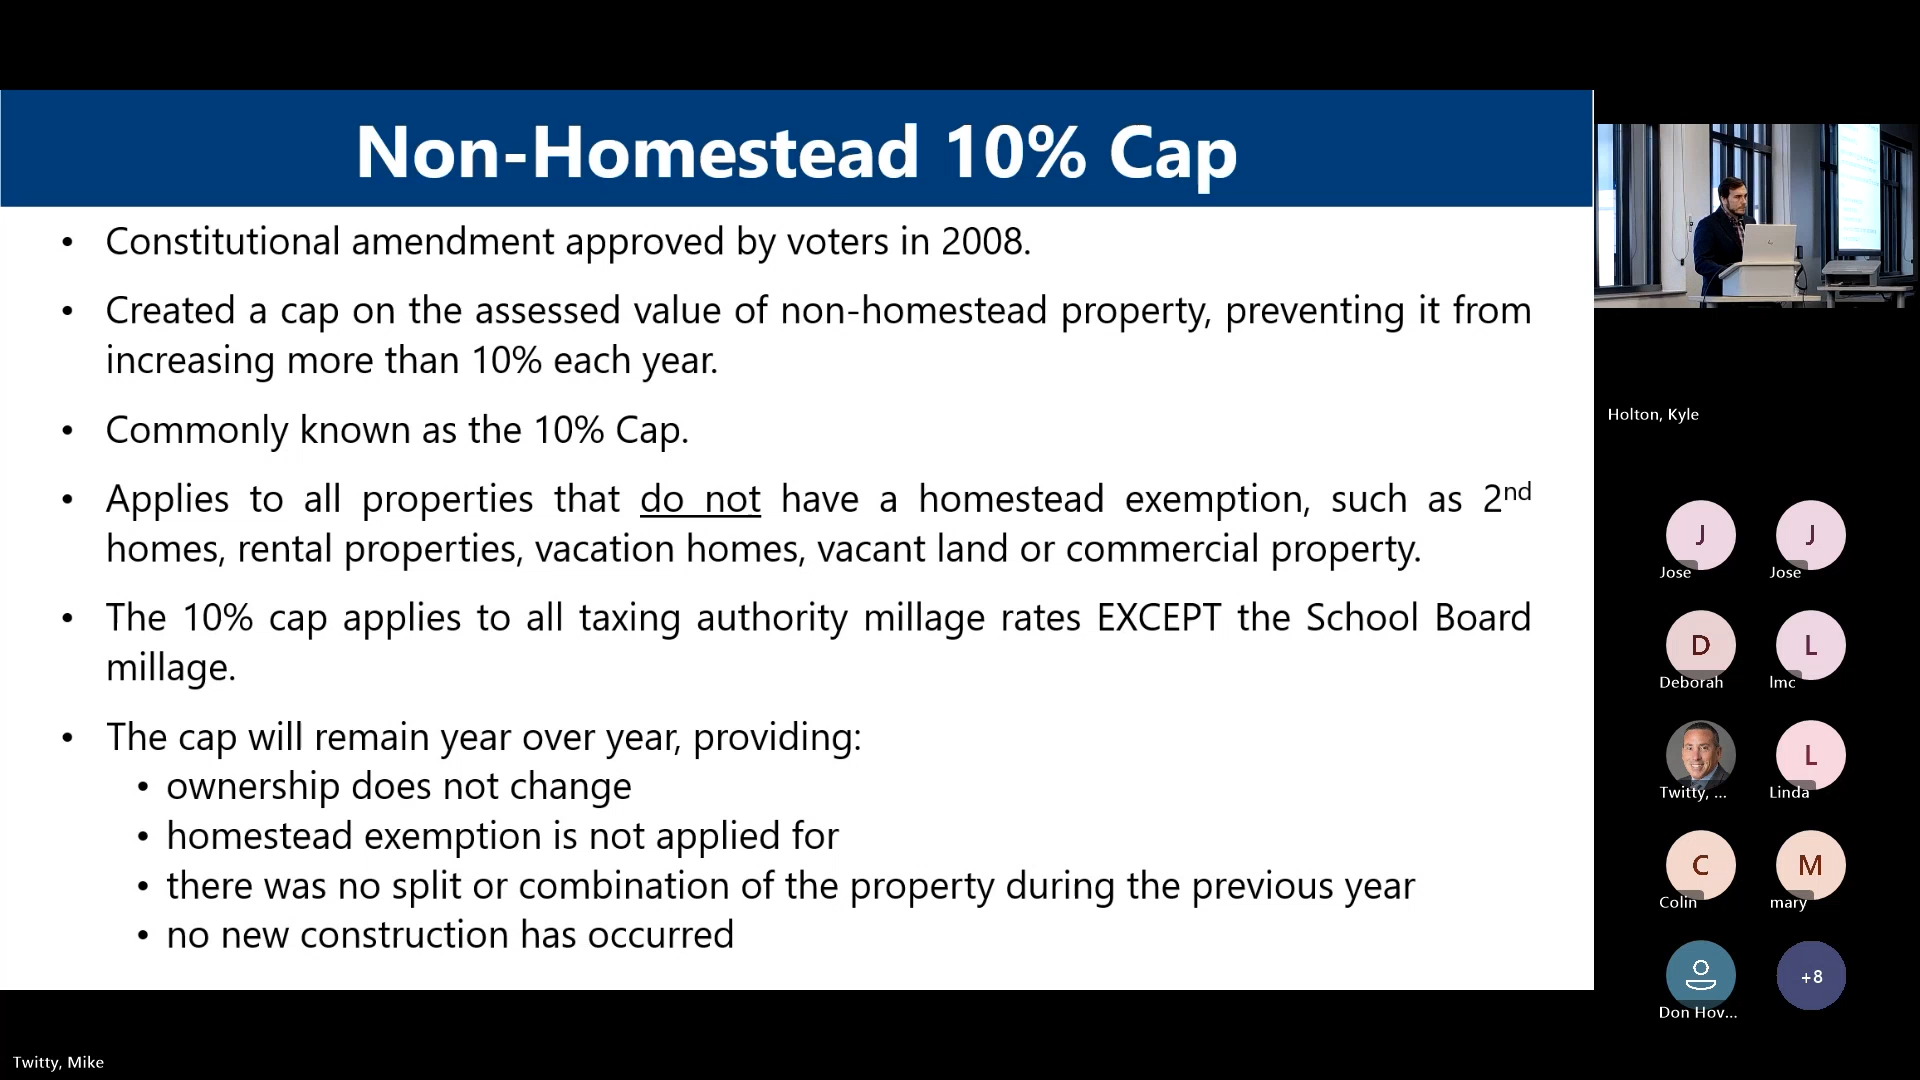 Non-Homestead 10% Cap
• Constitutional amendment approved by voters in 2008.
• Created a cap on the assessed value of non-homestead property, preventing it from
increasing more than 10% each year.
• Commonly known as the 10% Cap.
• Applies to all properties that do not have a homestead exemption, such as 2nd
homes, rental properties, vacation homes, vacant land or commercial property.
• The 10% cap applies to all taxing authority millage rates EXCEPT the School Board
millage.
• The cap will remain year over year, providing:
• ownership does not change
• homestead exemption is not applied for
• there was no split or combination of the property during the previous year
• no new construction has occurred
Holton, Kyle
J
J
Jose
Jose
D
L
Deborah
lmc
L
Twitty, ...
Linda
C
M
Colin
mary
+8
Don Hov...
Twitty, Mike